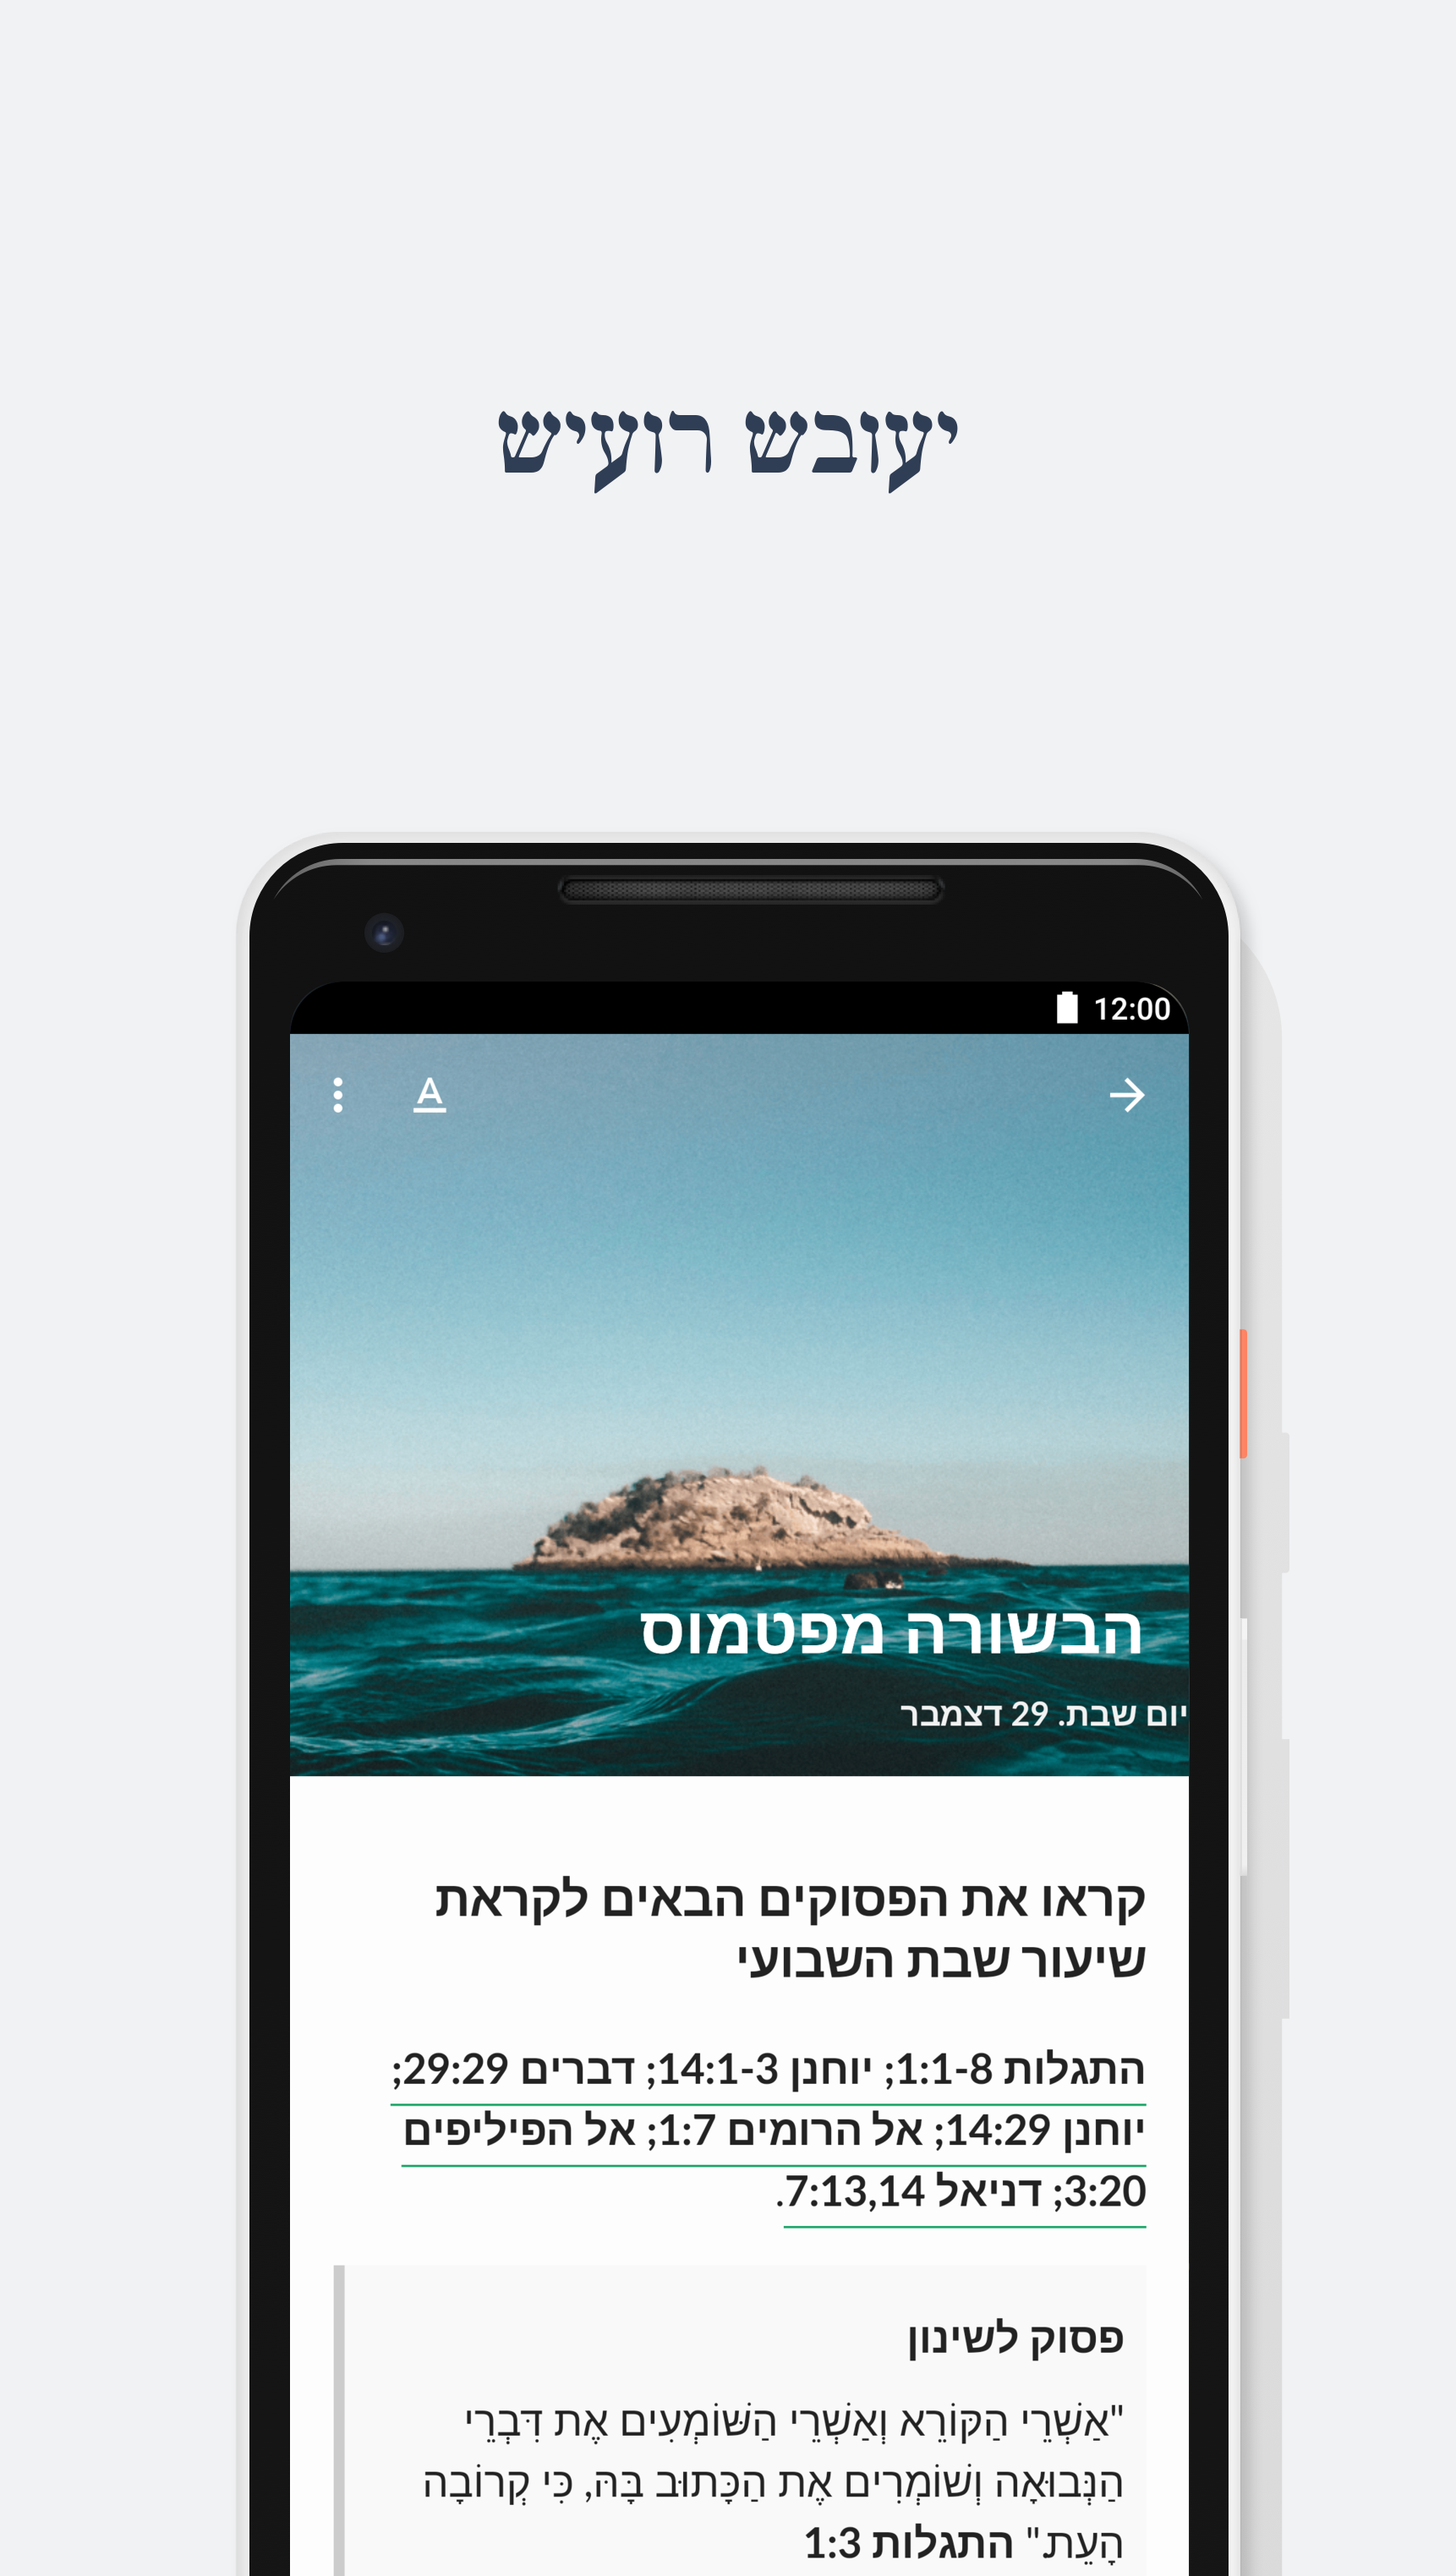 יעובש רועיש
12:00
A
הבשורה מפטמוס
יום שבת. 29 דצמבר
קראו את הפסוקים הבאים לקראת
שיעור שבת השבועי
התגלות 1:1-8; יוחנן 14:1-3; דברים 29:29;
יוחנן 14:29; אל הרומים 1:7; אל הפיליפים
3:20; דניאל 7:13,14.
פסוק לשינון
"אַשְׁרֵי הַקּוֹרֵא וְאַשְׁרֵי הַשּׁוֹמְעִים אֶת דִּבְרֵי
הַנְּבוּאָה וְשׁוֹמְרִים אֶת הַכָּתוּב בָּהּ, כִּי קְרוֹבָה
הָעֵת." התגלות 1:3